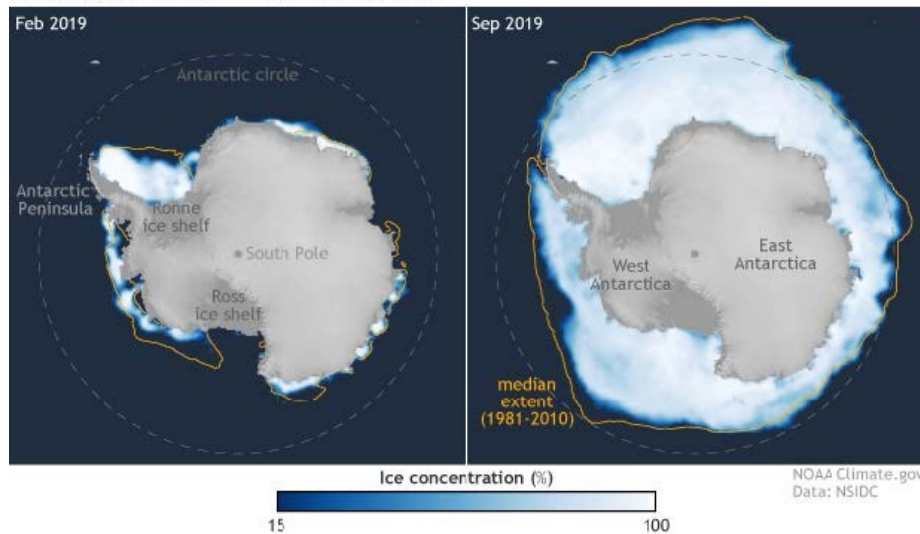 Feb 2019
Antarctic circle
Antarctic
Peninsula
Ronne
ice shelf
South Pole
Ross
ice shelf
Sep 2019
East
Antarctica
West
Antarctica
median
extent
(1981-2010)
Ice concentration (%)
15
100
NOAA Climate.gov
Data: NSIDC